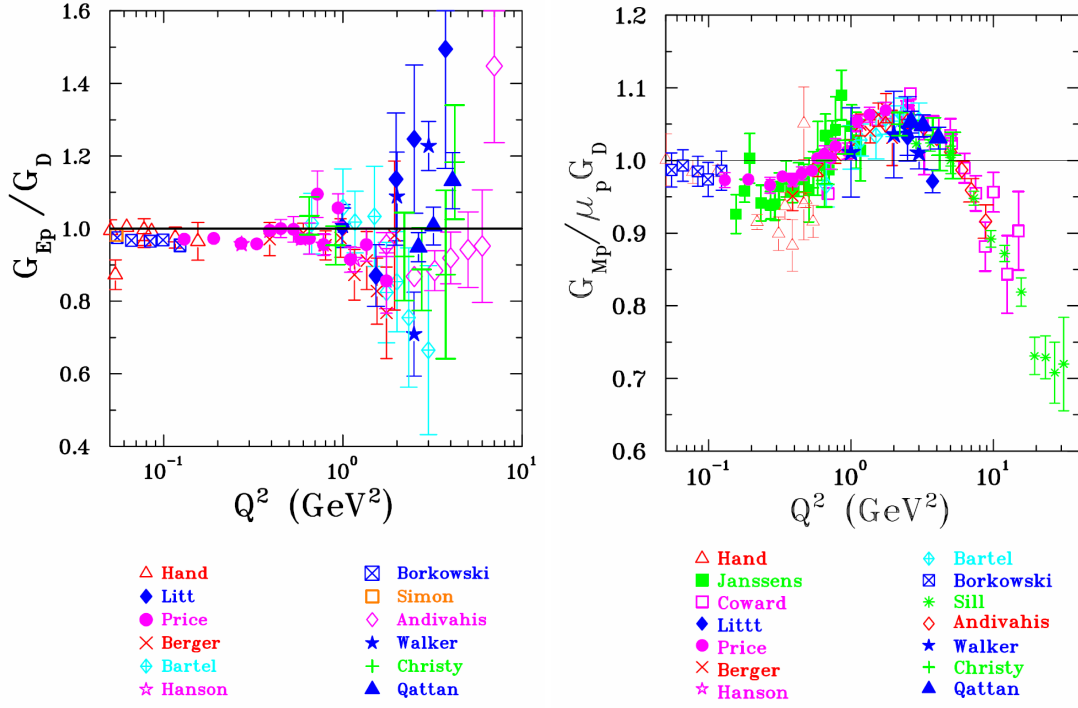 G_Ep/G_D
1.6
1.4
1.2
1.0
0.8
0.6
0.4
10^-1
10^0
10^1
Q^2 (GeV^2)
Hand
Litt
Price
Berger
Bartel
Hanson
Borkowski
Simon
Andivahis
Walker
Christy
Qattan
G_Mp/μ_pG_D
1.2
1.1
1.0
0.9
0.8
0.7
0.6
10^-1
10^0
10^1
Q^2 (GeV^2)
Hand
Janssens
Coward
Littt
Price
Berger
Hanson
Bartel
Borkowski
Sill
Andivahis
Walker
Christy
Qattan